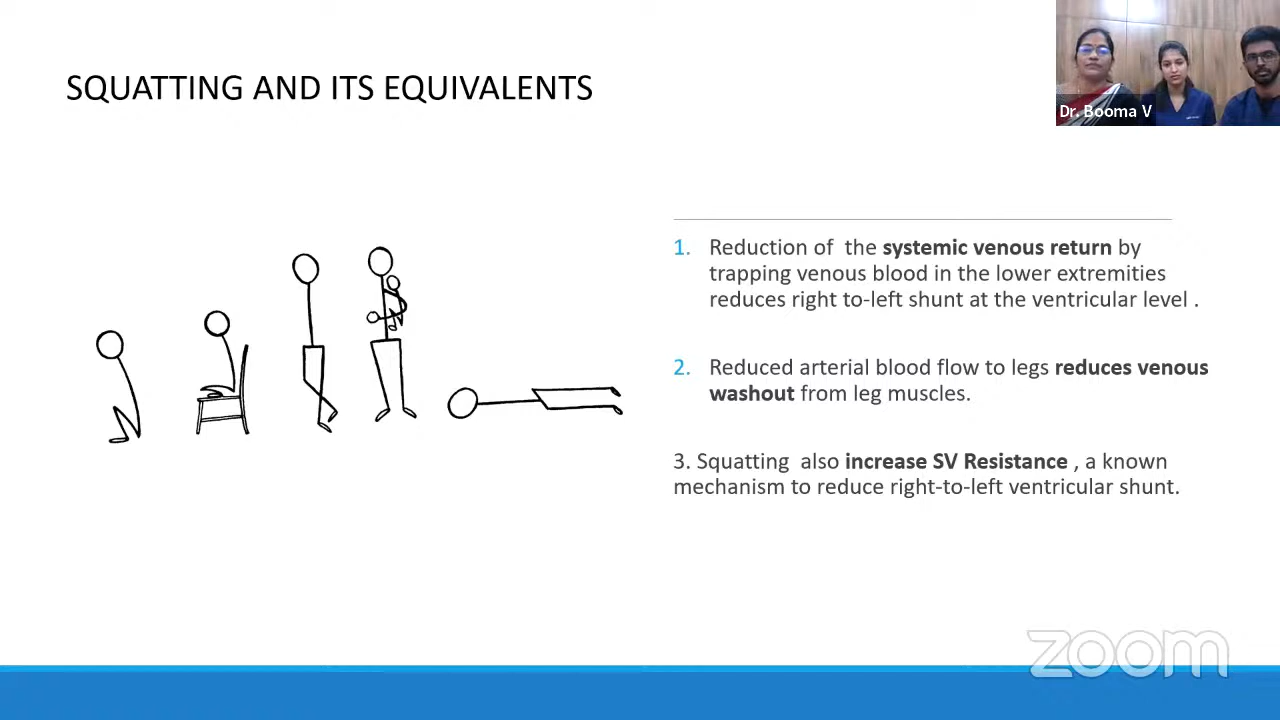 SQUATTING AND ITS EQUIVALENTS
Dr. Booma V
1. Reduction of the systemic venous return by
trapping venous blood in the lower extremities
reduces right to-left shunt at the ventricular level .
2. Reduced arterial blood flow to legs reduces venous
washout from leg muscles.
3. Squatting also increase SV Resistance , a known
mechanism to reduce right-to-left ventricular shunt.
zoom